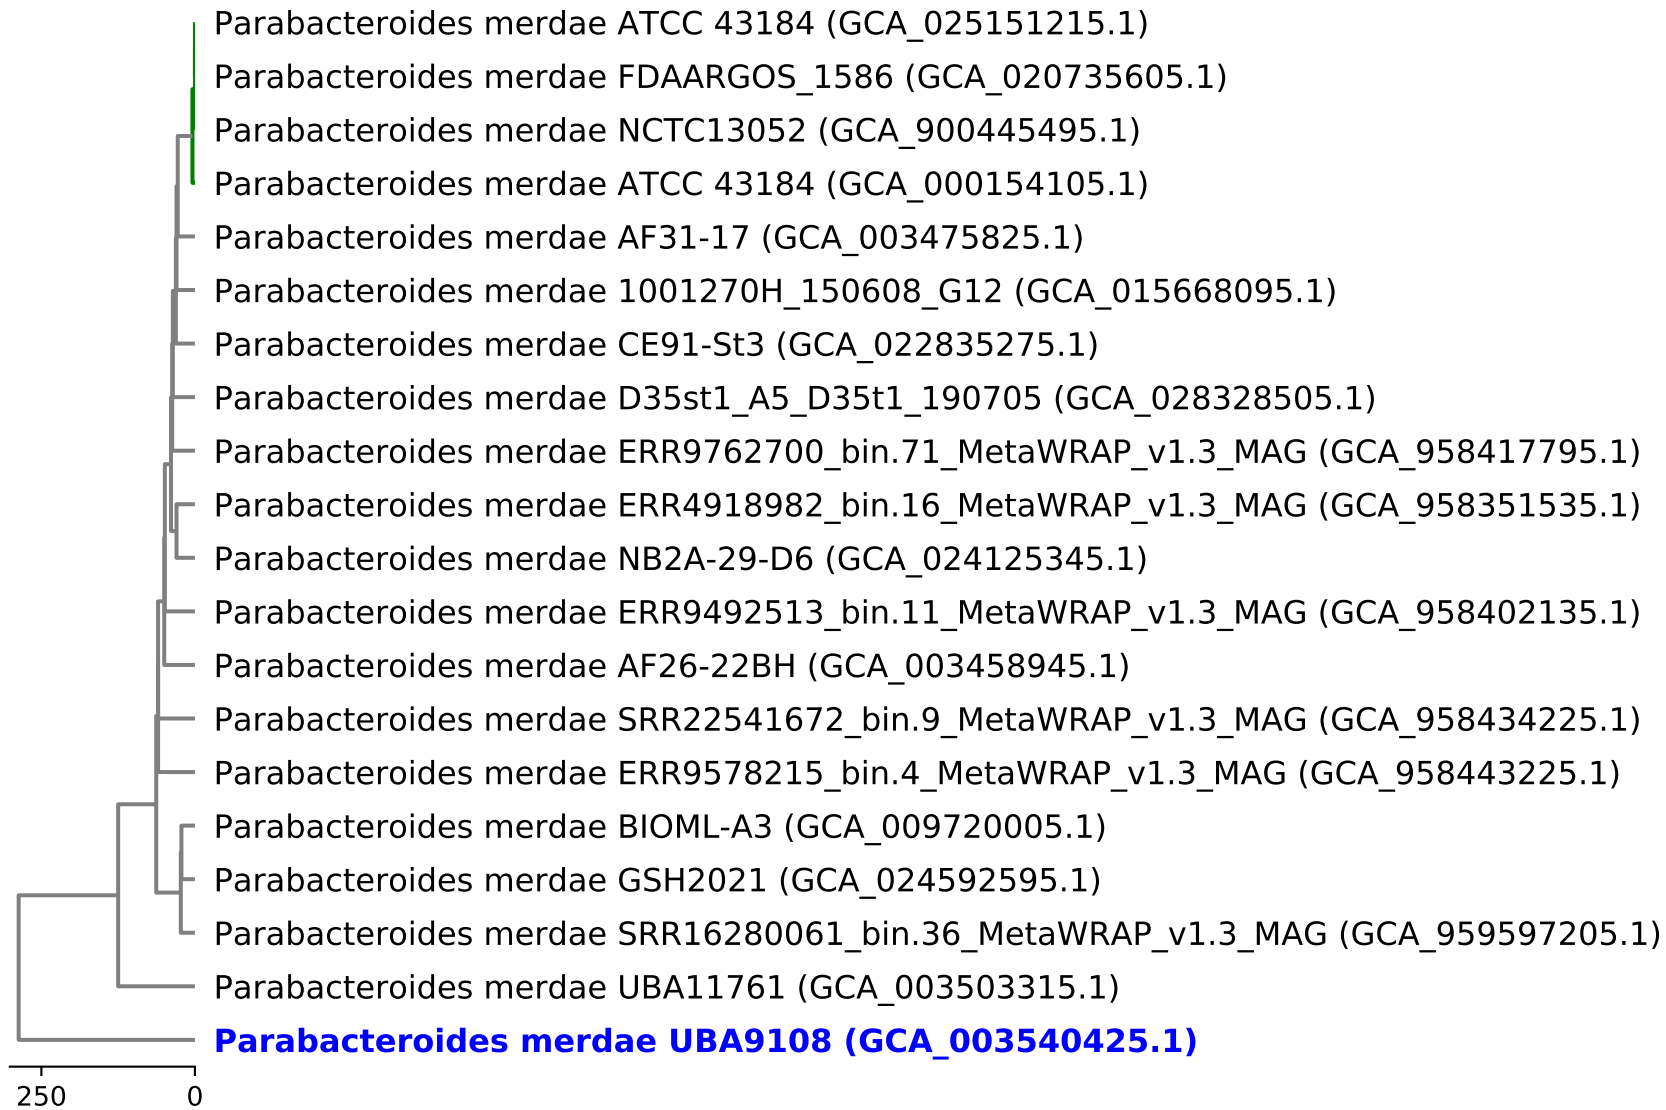 Parabacteroides merdae ATCC 43184 (GCA_025151215.1)
Parabacteroides merdae FDAARGOS_1586 (GCA_020735605.1)
Parabacteroides merdae NCTC13052 (GCA_900445495.1)
Parabacteroides merdae ATCC 43184 (GCA_000154105.1)
Parabacteroides merdae AF31-17 (GCA_003475825.1)
Parabacteroides merdae 1001270H_150608_G12 (GCA_015668095.1)
Parabacteroides merdae CE91-St3 (GCA_022835275.1)
Parabacteroides merdae D35st1_A5_D35t1_190705 (GCA_028328505.1)
Parabacteroides merdae ERR9762700_bin.71_MetaWRAP_v1.3_MAG (GCA_958417795.1)
Parabacteroides merdae ERR4918982_bin.16_MetaWRAP_v1.3_MAG (GCA_958351535.1)
Parabacteroides merdae NB2A-29-D6 (GCA_024125345.1)
Parabacteroides merdae ERR9492513_bin.11_MetaWRAP_v1.3_MAG (GCA_958402135.1)
Parabacteroides merdae AF26-22BH (GCA_003458945.1)
Parabacteroides merdae SRR22541672_bin.9_MetaWRAP_v1.3_MAG (GCA_958434225.1)
Parabacteroides merdae ERR9578215_bin.4_MetaWRAP_v1.3_MAG (GCA_958443225.1)
Parabacteroides merdae BIOML-A3 (GCA_009720005.1)
Parabacteroides merdae GSH2021 (GCA_024592595.1)
Parabacteroides merdae SRR16280061_bin.36_MetaWRAP_v1.3_MAG (GCA_959597205.1)
Parabacteroides merdae UBA11761 (GCA_003503315.1)
Parabacteroides merdae UBA9108 (GCA_003540425.1)
250 0